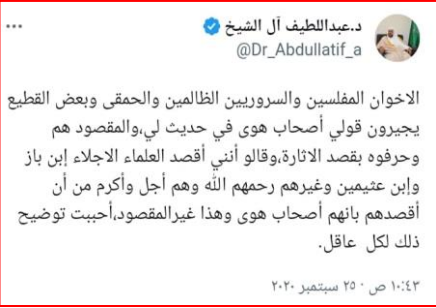 د.عبداللطيف آل الشيخ
@Dr_Abdullatif_a
الاخوان المفلسين والسروريين الظالمين والحمقى وبعض القطيع
يجيرون قولي أصحاب هوى في حديث لي،والمقصود هم
وحرفوه بقصد الاثارة،وقالو أنني أقصد العلماء الاجلاء إبن باز
وإبن عثيمين وغيرهم رحمهم الله وهم أجل وأكرم من أن
أقصدهم بانهم أصحاب هوى وهذا غيرالمقصود،أحببت توضيح
ذلك لكل عاقل.
١٠:٤٣ ص · ٢٥ سبتمبر ٢٠٢٠